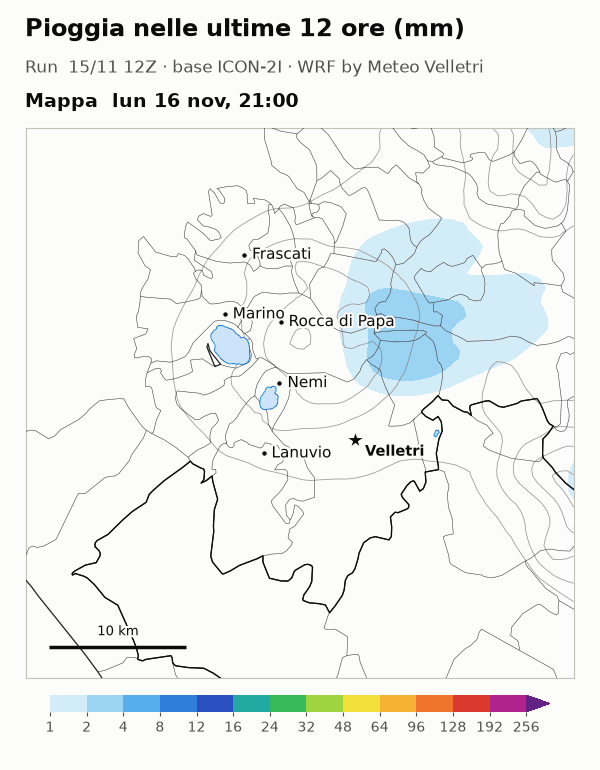 Pioggia nelle ultime 12 ore (mm)
Run  15/11 12Z · base ICON-2I · WRF by Meteo Velletri
Mappa  lun 16 nov, 21:00
Frascati
Marino
Rocca di Papa
Nemi
Velletri
Lanuvio
10 km
1 2 4 8 12 16 24 32 48 64 96 128 192 256